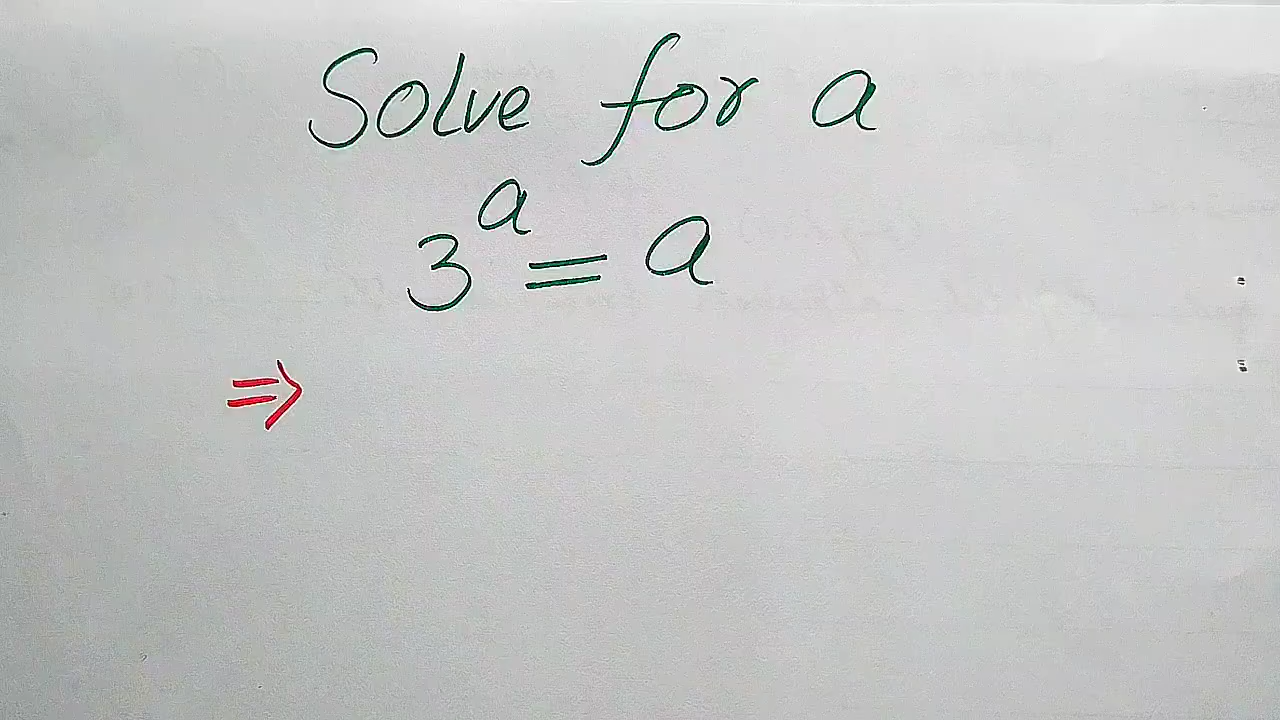 Solve for a
3^a = a
⇒